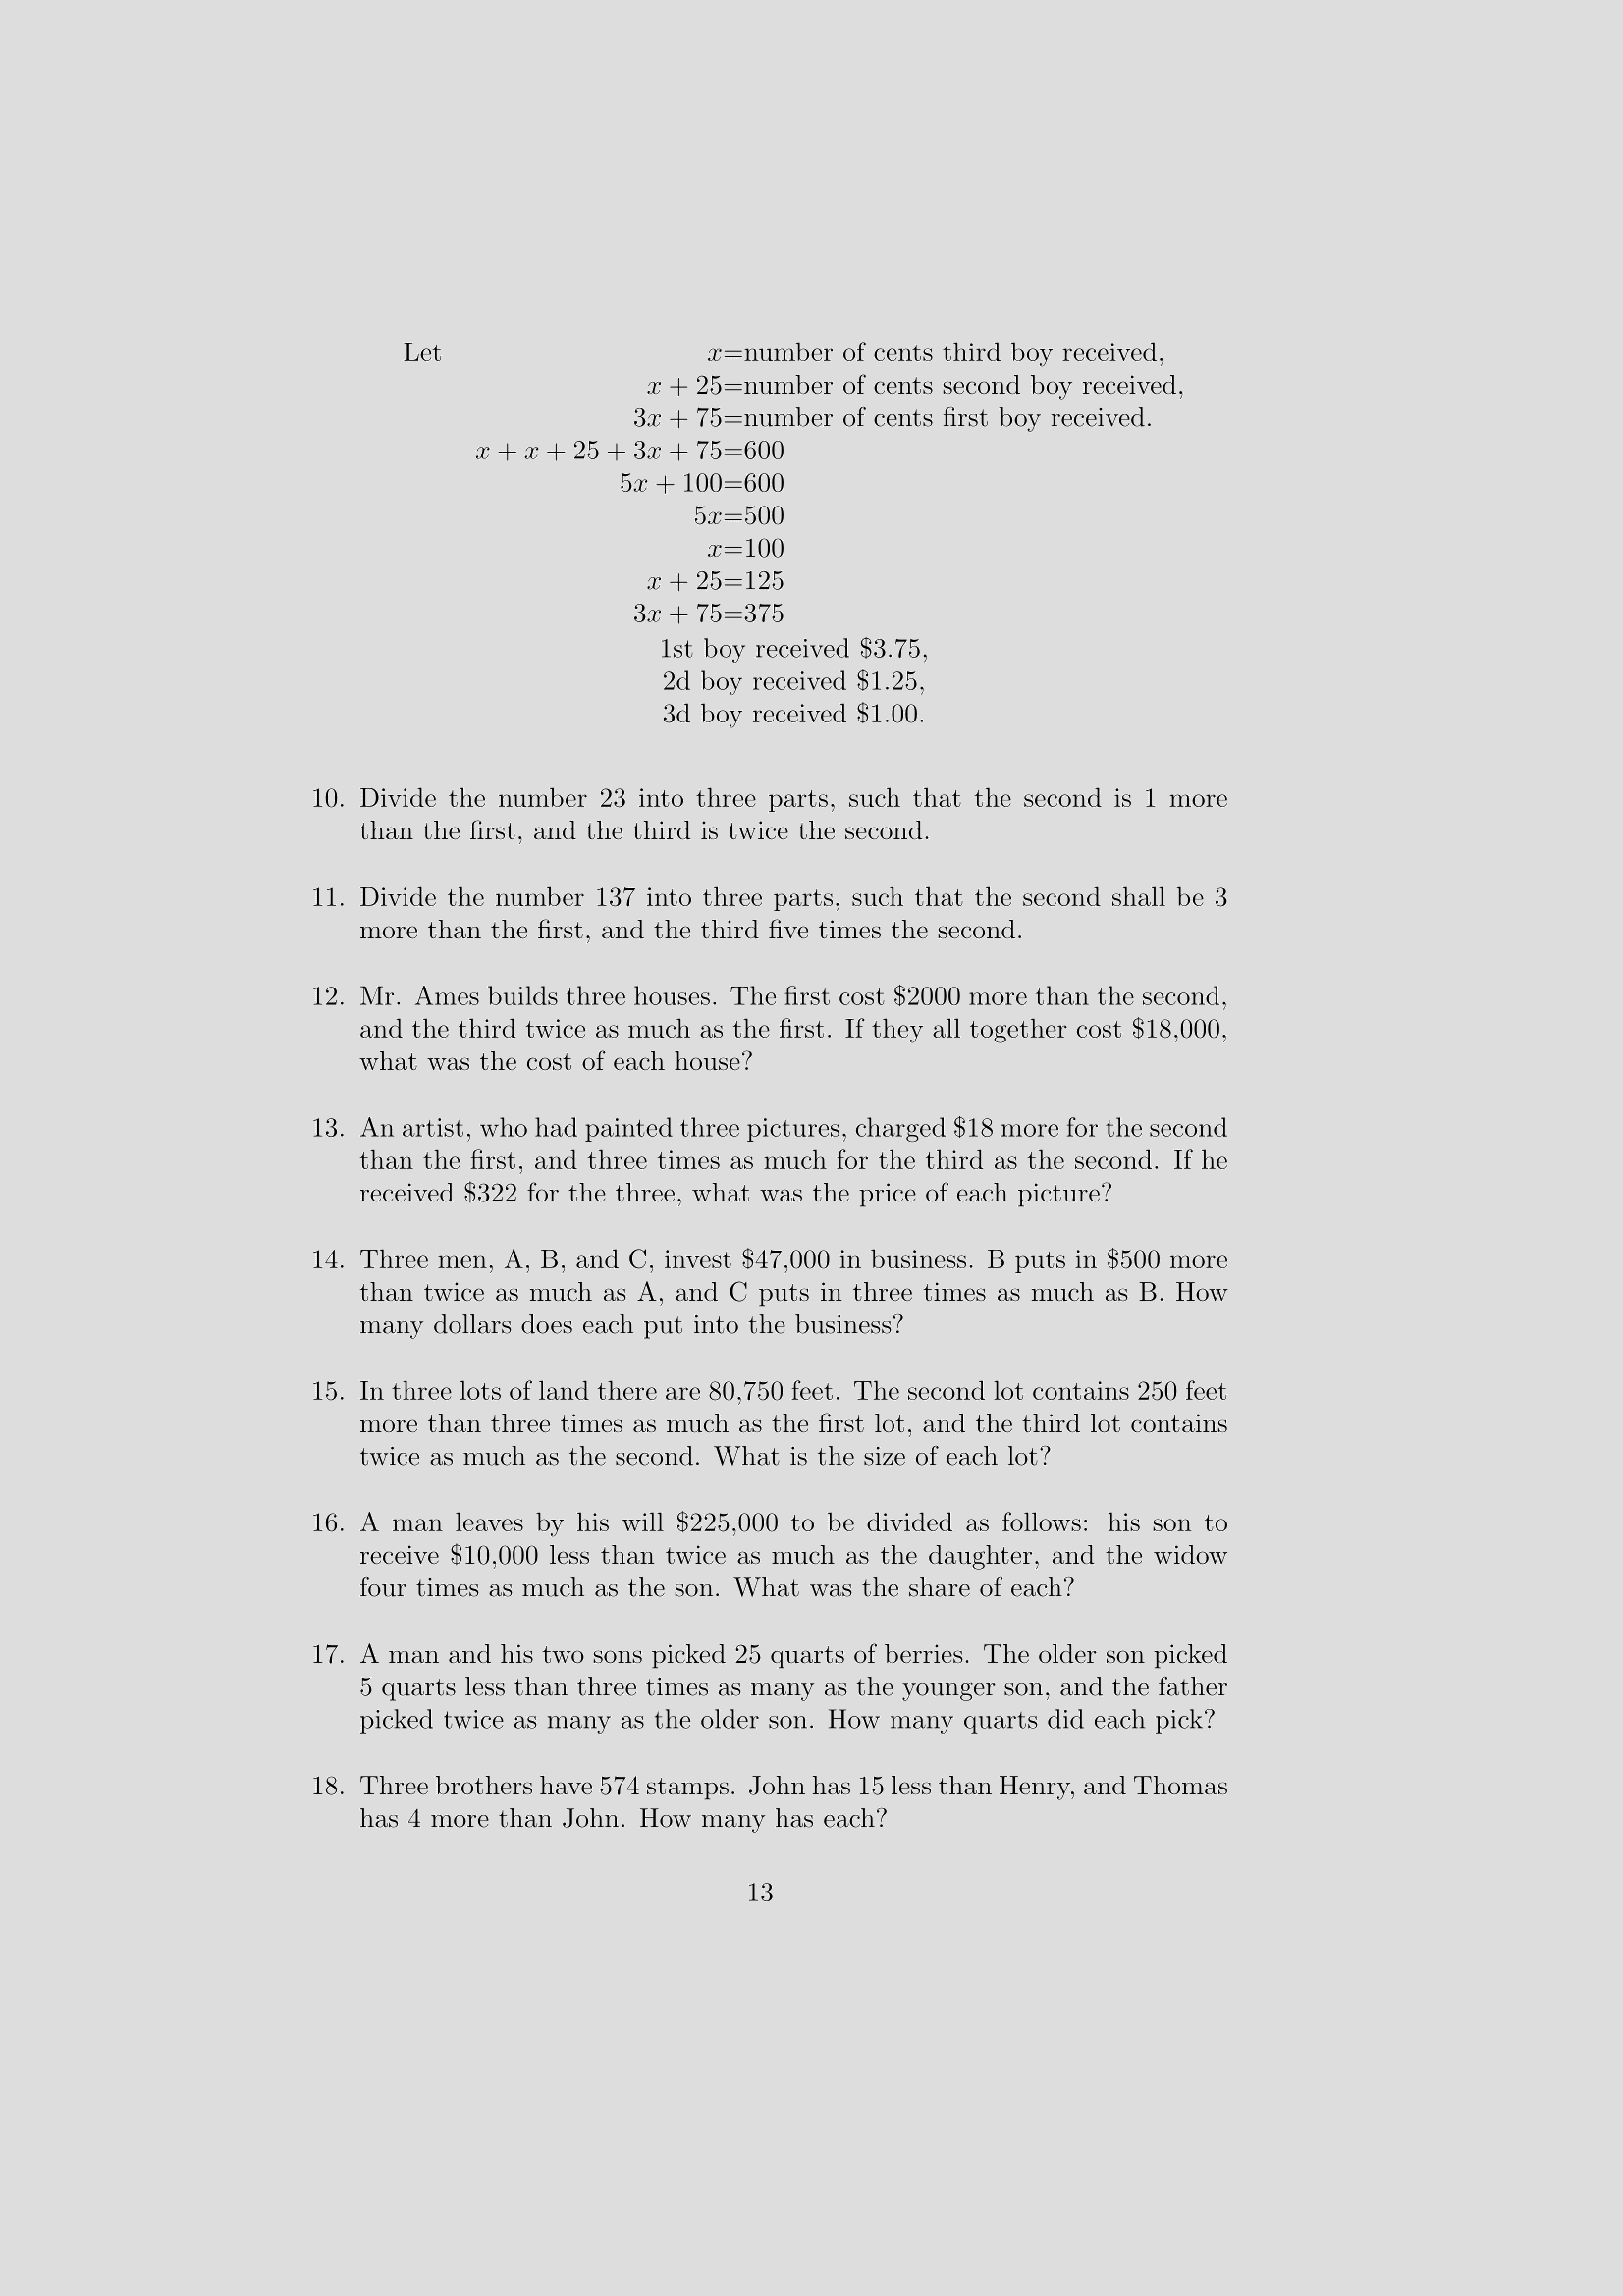 Let x=number of cents third boy received,
x + 25=number of cents second boy received,
3x + 75=number of cents first boy received.
x + x + 25 + 3x + 75=600
5x + 100=600
5x=500
x=100
x + 25=125
3x + 75=375
1st boy received $3.75,
2d boy received $1.25,
3d boy received $1.00.
10. Divide the number 23 into three parts, such that the second is 1 more
than the first, and the third is twice the second.
11. Divide the number 137 into three parts, such that the second shall be 3
more than the first, and the third five times the second.
12. Mr. Ames builds three houses. The first cost $2000 more than the second,
and the third twice as much as the first. If they all together cost $18,000,
what was the cost of each house?
13. An artist, who had painted three pictures, charged $18 more for the second
than the first, and three times as much for the third as the second. If he
received $322 for the three, what was the price of each picture?
14. Three men, A, B, and C, invest $47,000 in business. B puts in $500 more
than twice as much as A, and C puts in three times as much as B. How
many dollars does each put into the business?
15. In three lots of land there are 80,750 feet. The second lot contains 250 feet
more than three times as much as the first lot, and the third lot contains
twice as much as the second. What is the size of each lot?
16. A man leaves by his will $225,000 to be divided as follows: his son to
receive $10,000 less than twice as much as the daughter, and the widow
four times as much as the son. What was the share of each?
17. A man and his two sons picked 25 quarts of berries. The older son picked
5 quarts less than three times as many as the younger son, and the father
picked twice as many as the older son. How many quarts did each pick?
18. Three brothers have 574 stamps. John has 15 less than Henry, and Thomas
has 4 more than John. How many has each?
13